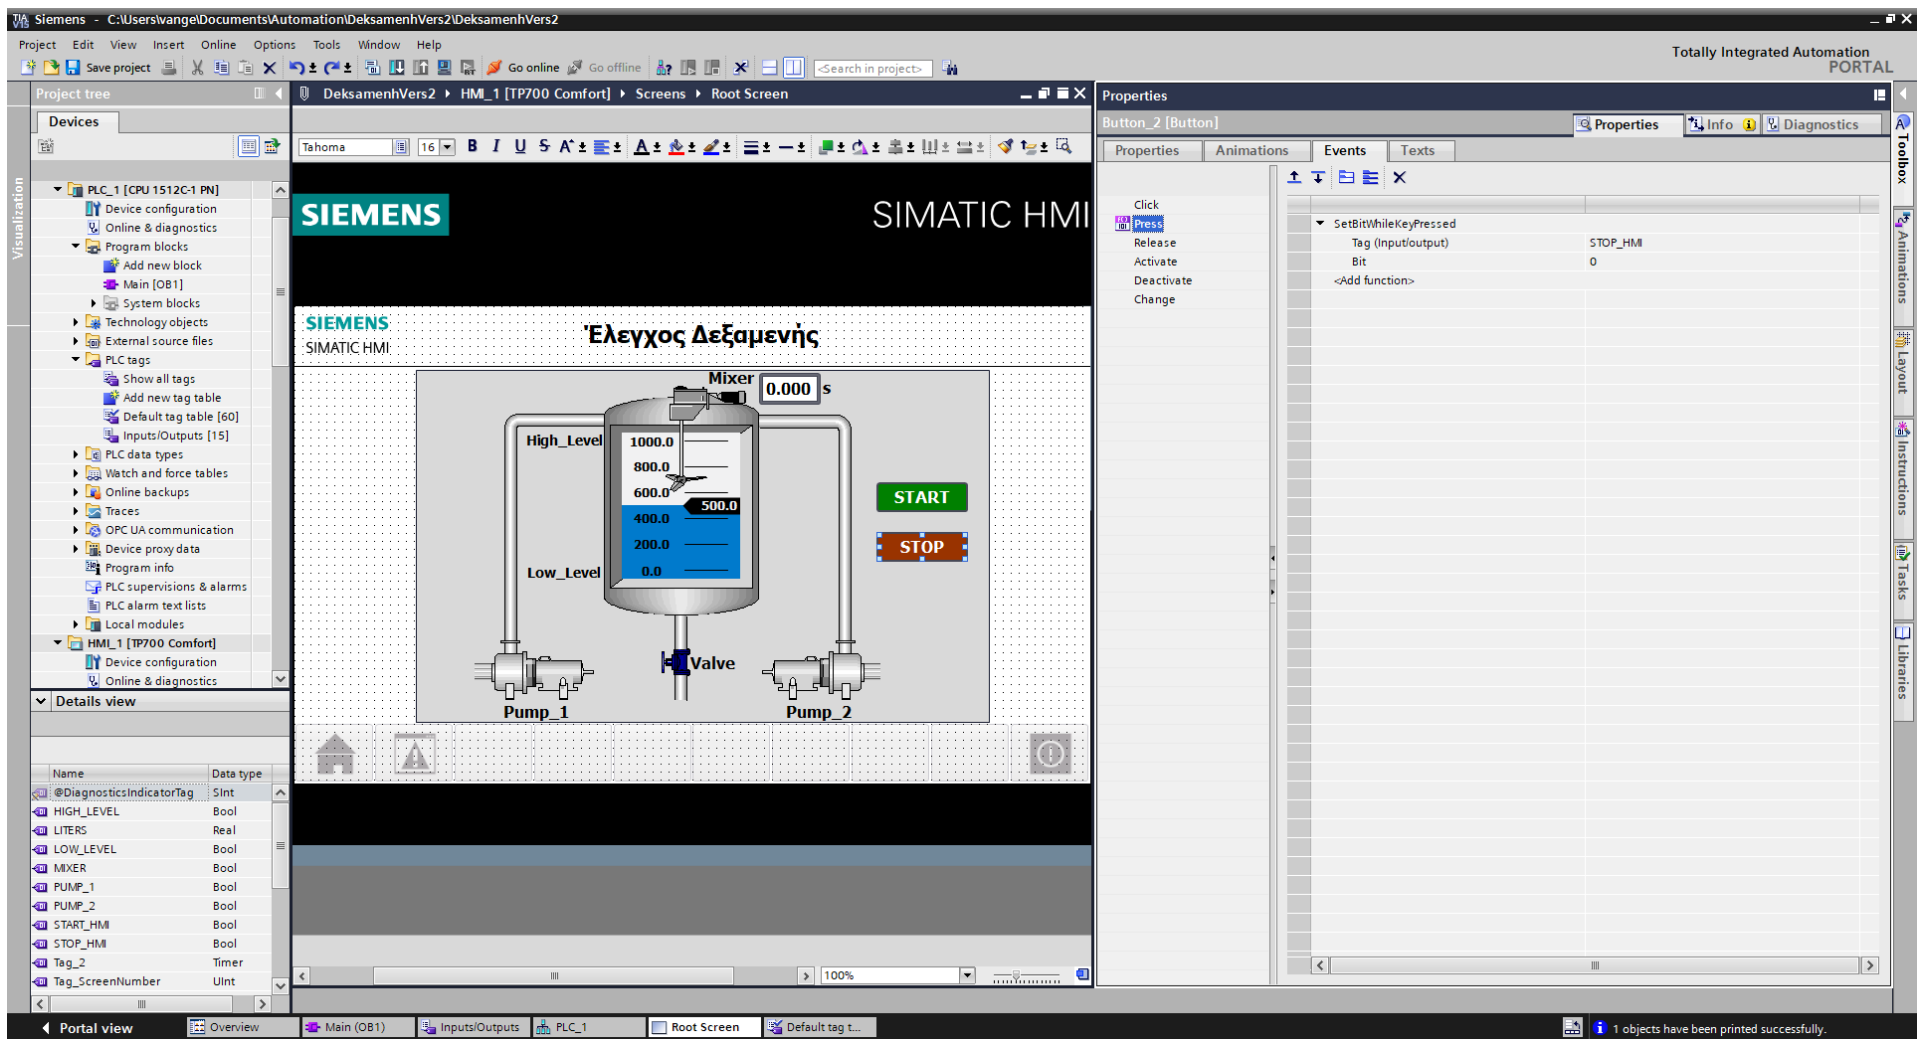 Siemens - C:\Users\vange\Documents\Automation\DeksamenhVers2\DeksamenhVers2
Project Edit View Insert Online Options Tools Window Help
Totally Integrated Automation
PORTAL
Save project
Go online
Go offline
<Search in project>
Project tree
DeksamenhVers2 HMI_1 [TP700 Comfort] Screens Root Screen
Properties
Devices
Button_2 [Button]
Properties Info Diagnostics
Tahoma 16 B I U S
Properties Animations Events Texts
Visualization
PLC_1 [CPU 1512C-1 PN]
Device configuration
Online & diagnostics
Program blocks
Add new block
Main [OB1]
System blocks
Technology objects
External source files
PLC tags
Show all tags
Add new tag table
Default tag table [60]
Inputs/Outputs [15]
PLC data types
Watch and force tables
Online backups
Traces
OPC UA communication
Device proxy data
Program info
PLC supervisions & alarms
PLC alarm text lists
Local modules
HMI_1 [TP700 Comfort]
Device configuration
Online & diagnostics
Details view
Name Data type
@DiagnosticsIndicatorTag SInt
HIGH_LEVEL Bool
LITERS Real
LOW_LEVEL Bool
MIXER Bool
PUMP_1 Bool
PUMP_2 Bool
START_HMI Bool
STOP_HMI Bool
Tag_2 Timer
Tag_ScreenNumber UInt
SIEMENS
SIMATIC HMI
SIEMENS
SIMATIC HMI
Έλεγχος Δεξαμενής
Mixer 0.000 s
High_Level
1000.0
800.0
600.0
500.0
400.0
200.0
0.0
Low_Level
START
STOP
Valve
Pump_1
Pump_2
100%
Click
Press
Release
Activate
Deactivate
Change
SetBitWhileKeyPressed
Tag (Input/output) STOP_HMI
Bit 0
<Add function>
Toolbox
Animations
Layout
Instructions
Tasks
Libraries
Portal view Overview Main (OB1) Inputs/Outputs PLC_1 Root Screen Default tag t...
1 objects have been printed successfully.